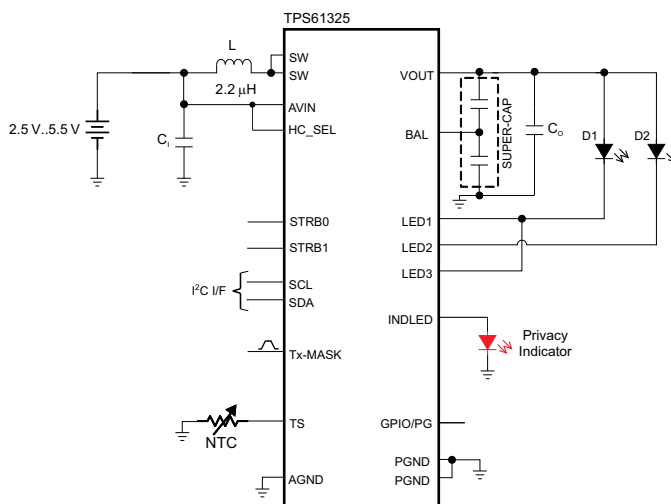 TPS61325
L
2.2 μH
2.5 V..5.5 V
C_I
SW
SW
AVIN
HC_SEL
STRB0
STRB1
I²C I/F
SCL
SDA
Tx-MASK
NTC
TS
AGND
VOUT
BAL
SUPER-CAP
C_O
D1
D2
LED1
LED2
LED3
INDLED
Privacy
Indicator
GPIO/PG
PGND
PGND